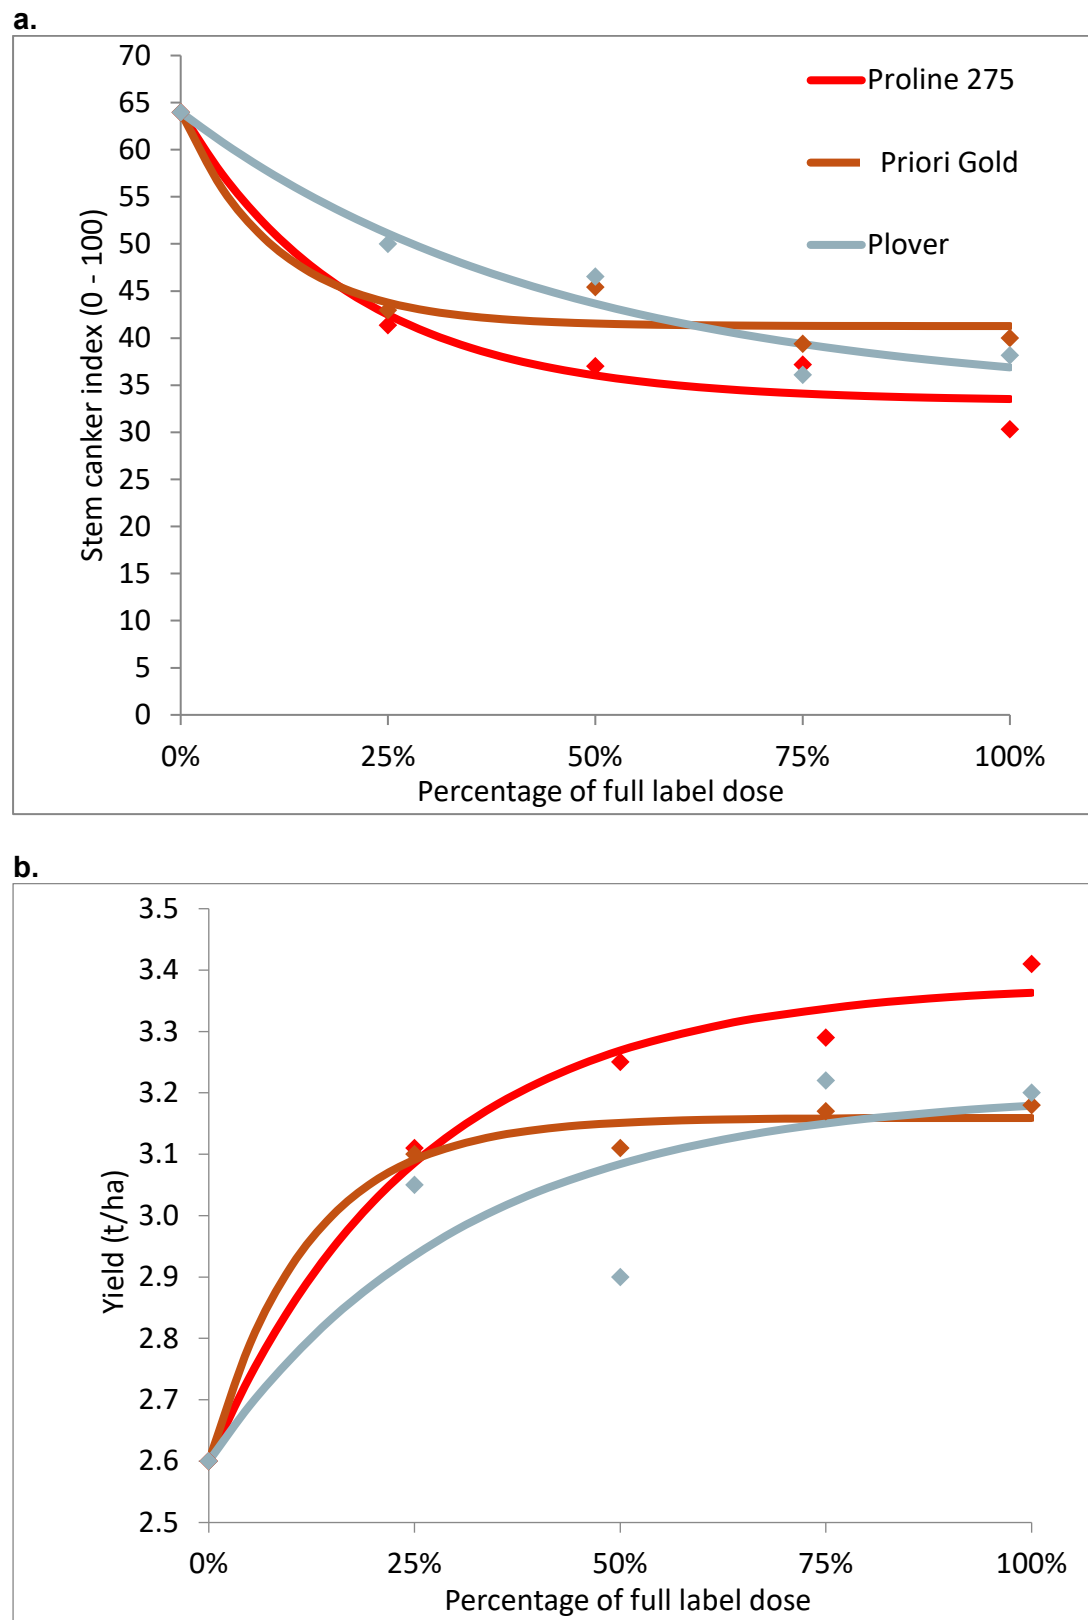 a.
70
65
60
55
50
45
40
35
30
25
20
15
10
5
0
Stem canker index (0 - 100)
Proline 275
Priori Gold
Plover
0% 25% 50% 75% 100%
Percentage of full label dose
b.
3.5
3.4
3.3
3.2
3.1
3.0
2.9
2.8
2.7
2.6
2.5
Yield (t/ha)
0% 25% 50% 75% 100%
Percentage of full label dose